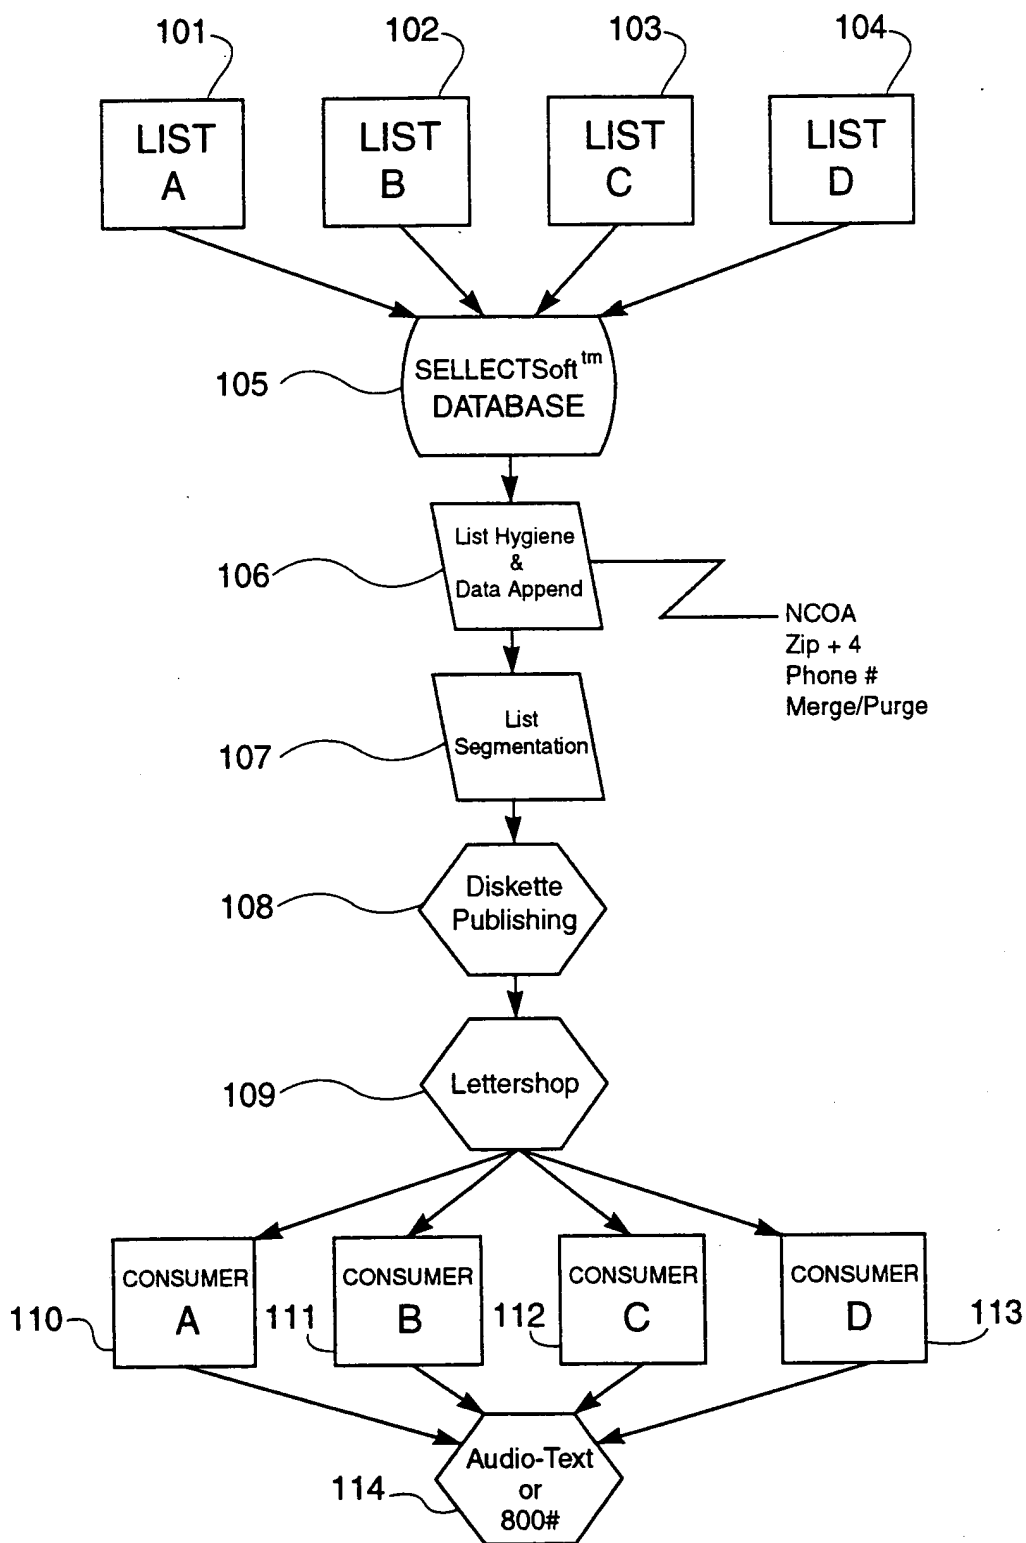 101
102
103
104
LIST
A
LIST
B
LIST
C
LIST
D
105
SELLECTSoft™
DATABASE
106
List Hygiene
&
Data Append
NCOA
Zip + 4
Phone #
Merge/Purge
107
List
Segmentation
108
Diskette
Publishing
109
Lettershop
CONSUMER
A
CONSUMER
B
CONSUMER
C
CONSUMER
D
110
111
112
113
114
Audio-Text
or
800#